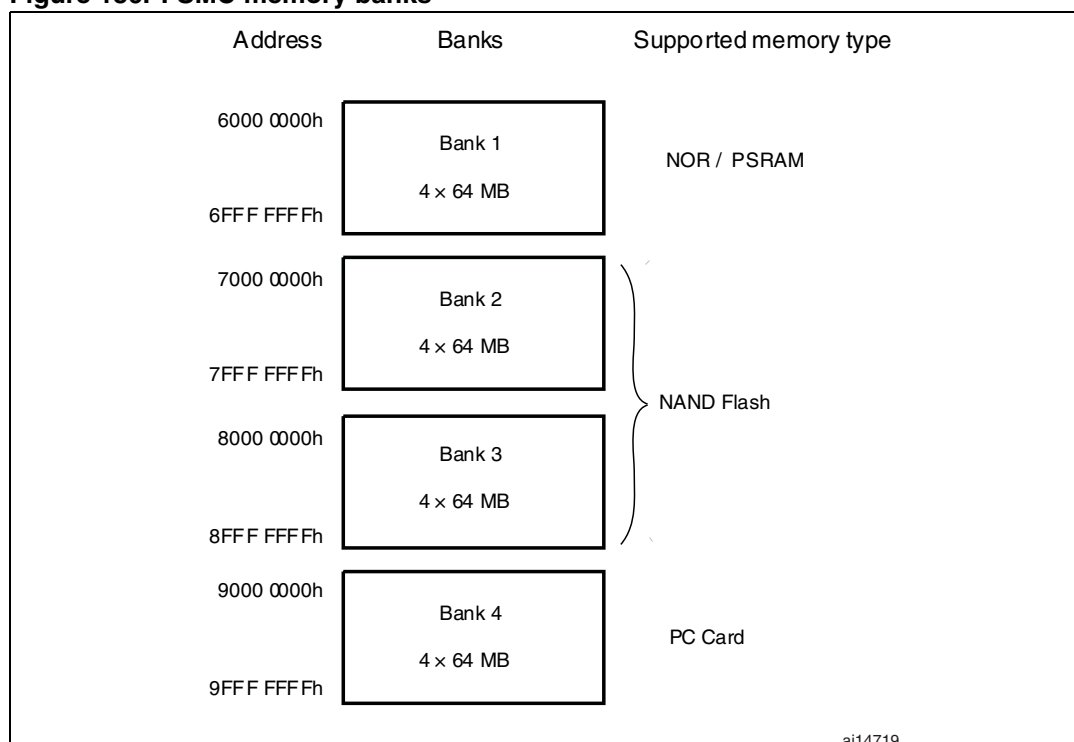 Address Banks Supported memory type
6000 0000h
Bank 1
NOR / PSRAM
4 × 64 MB
6FFF FFFFh
7000 0000h
Bank 2
4 × 64 MB
7FFF FFFFh
NAND Flash
8000 0000h
Bank 3
4 × 64 MB
8FFF FFFFh
9000 0000h
Bank 4
PC Card
4 × 64 MB
9FFF FFFFh
ai14719